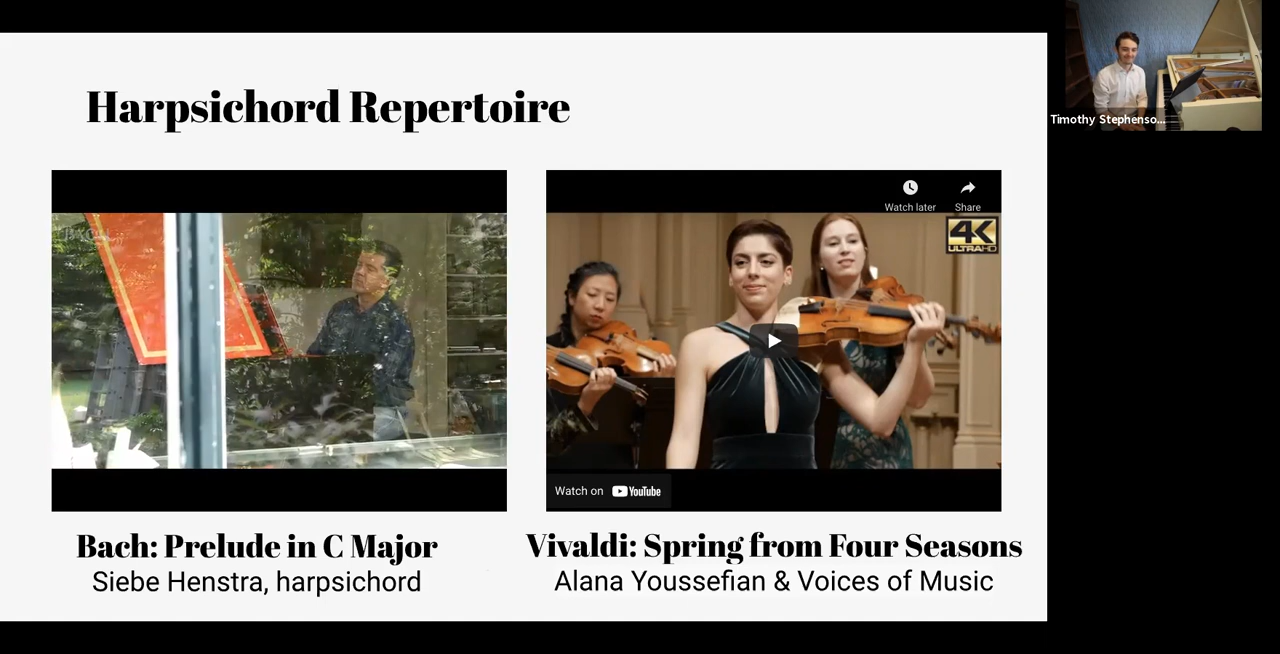 Harpsichord Repertoire
Timothy Stephenso...
Watch later
Share
4K
ULTRAHD
Watch on YouTube
Bach: Prelude in C Major
Siebe Henstra, harpsichord
Vivaldi: Spring from Four Seasons
Alana Youssefian & Voices of Music